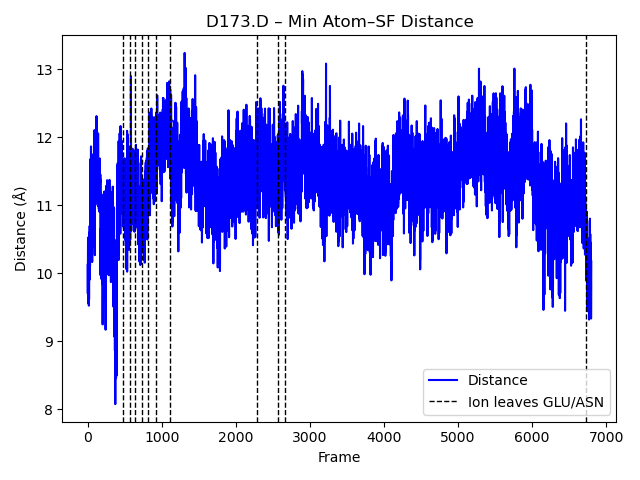 D173.D – Min Atom–SF Distance
Distance (Å)
13
12
11
10
9
8
Distance
Ion leaves GLU/ASN
0 1000 2000 3000 4000 5000 6000 7000
Frame